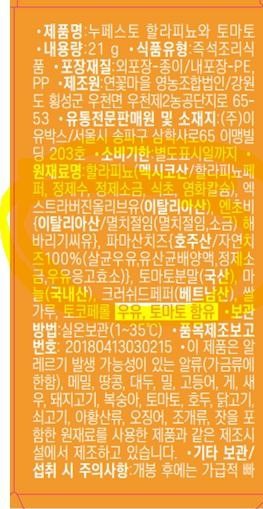 •제품명:누페스토 할라피뇨와 토마토
•내용량:21 g •식품유형:즉석조리식
품 •포장재질:외포장-종이/내포장-PE,
PP •제조원:연꽃마을 영농조합법인/강원
도 횡성군 우천면 우천제2농공단지로 65-
53 •유통전문판매원 및 소재지:(주)이
유박스/서울시 송파구 삼학사로65 이맥빌
딩 203호 •소비기한:별도표시일까지 •
원재료명:할라피뇨{멕시코산/할라피뇨페
퍼, 정제수, 정제소금, 식초, 염화칼슘}, 엑
스트라버진올리브유(이탈리아산), 엔초비
{이탈리아산/멸치절임(멸치절임,소금) 해
바라기씨유}, 파마산치즈{호주산/자연치
즈100%(살균우유,유산균배양액,정제소
금,우유응고효소)}, 토마토분말(국산), 마
늘(국내산), 크러쉬드페퍼(베트남산), 쌀
가루, 토코페롤 우유, 토마토 함유 •보관
방법:실온보관(1~35℃) •품목제조보고
번호: 20180413030215 •이 제품은 알
레르기 발생 가능성이 있는 알류(가금류에
한함), 메밀, 땅콩, 대두, 밀, 고등어, 게, 새
우, 돼지고기, 복숭아, 토마토, 호두, 닭고기,
쇠고기, 아황산류, 오징어, 조개류, 잣을 포
함한 원재료를 사용한 제품과 같은 제조시
설에서 제조하고 있습니다. •기타 보관/
섭취 시 주의사항:개봉 후에는 가급적 빠